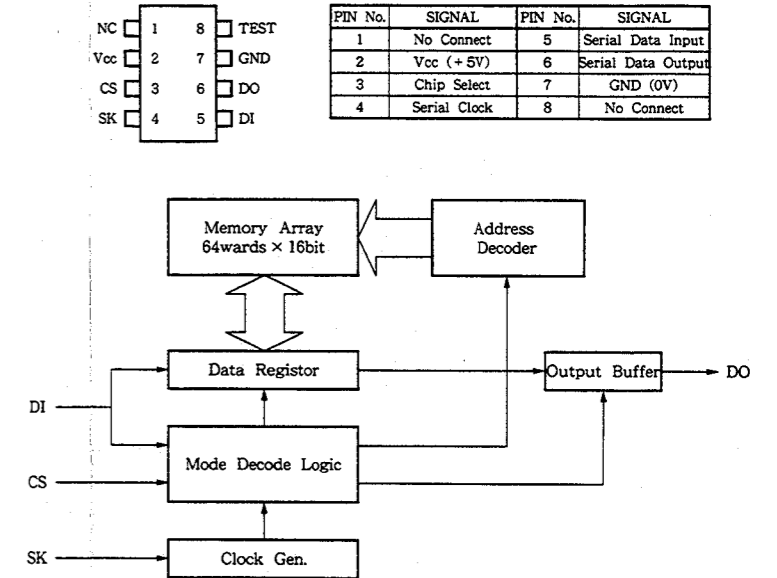 NC 1 8 TEST
Vcc 2 7 GND
CS 3 6 DO
SK 4 5 DI
PIN No. SIGNAL PIN No. SIGNAL
1 No Connect 5 Serial Data Input
2 Vcc (+5V) 6 Serial Data Output
3 Chip Select 7 GND (0V)
4 Serial Clock 8 No Connect
Memory Array
64wards × 16bit
Address
Decoder
Data Registor
Output Buffer
DO
DI
Mode Decode Logic
CS
SK
Clock Gen.